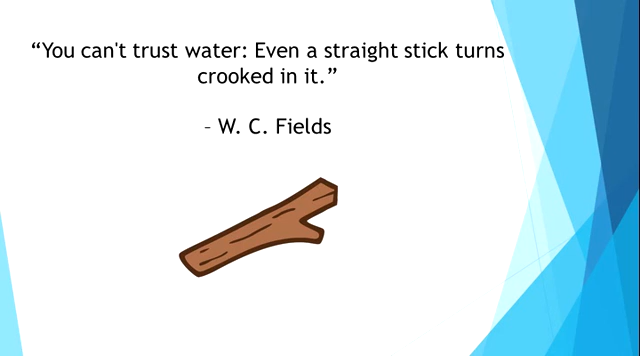 “You can't trust water: Even a straight stick turns
crooked in it.”
– W. C. Fields